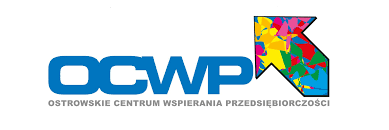 OCWP
OSTROWSKIE CENTRUM WSPIERANIA PRZEDSIĘBIORCZOŚCI